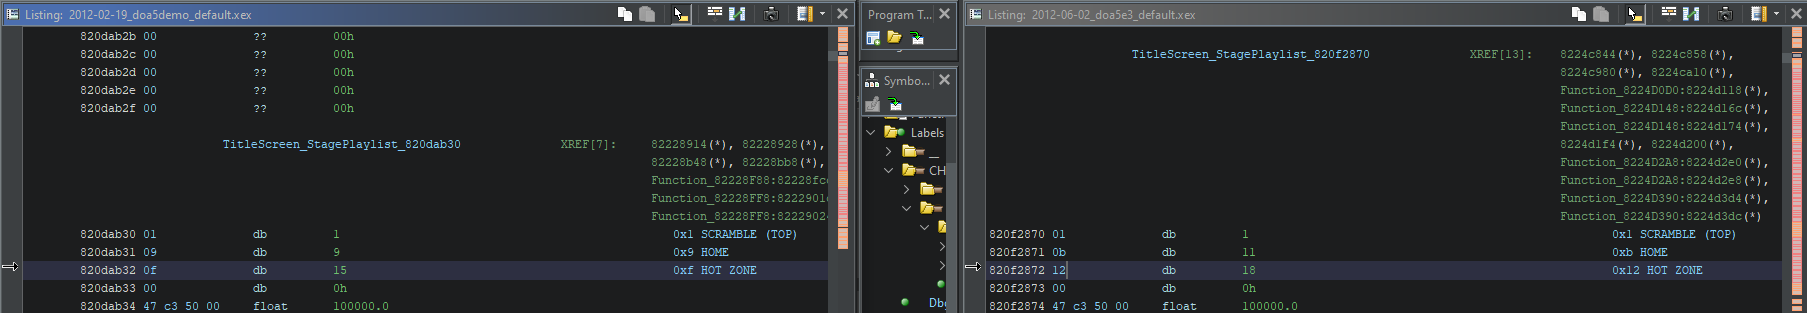 Listing: 2012-02-19_doa5demo_default.xex
820dab2b 00 ?? 00h
820dab2c 00 ?? 00h
820dab2d 00 ?? 00h
820dab2e 00 ?? 00h
820dab2f 00 ?? 00h
TitleScreen_StagePlaylist_820dab30 XREF[7]: 82228914(*), 82228928(*),
82228b48(*), 82228bb8(*),
Function_82228F88:82228fc
Function_82228FF8:8222901
Function_82228FF8:8222902
820dab30 01 db 1 0x1 SCRAMBLE (TOP)
820dab31 09 db 9 0x9 HOME
820dab32 0f db 15 0xf HOT ZONE
820dab33 00 db 0h
820dab34 47 c3 50 00 float 100000.0
Program T...
Symbo...
Labels
__
CH
Db
Listing: 2012-06-02_doa5e3_default.xex
TitleScreen_StagePlaylist_820f2870 XREF[13]: 8224c844(*), 8224c858(*),
8224c980(*), 8224ca10(*),
Function_8224D0D0:8224d118(*),
Function_8224D148:8224d16c(*),
Function_8224D148:8224d174(*),
8224d1f4(*), 8224d200(*),
Function_8224D2A8:8224d2e0(*),
Function_8224D2A8:8224d2e8(*),
Function_8224D390:8224d3d4(*),
Function_8224D390:8224d3dc(*)
820f2870 01 db 1 0x1 SCRAMBLE (TOP)
820f2871 0b db 11 0xb HOME
820f2872 12 db 18 0x12 HOT ZONE
820f2873 00 db 0h
820f2874 47 c3 50 00 float 100000.0